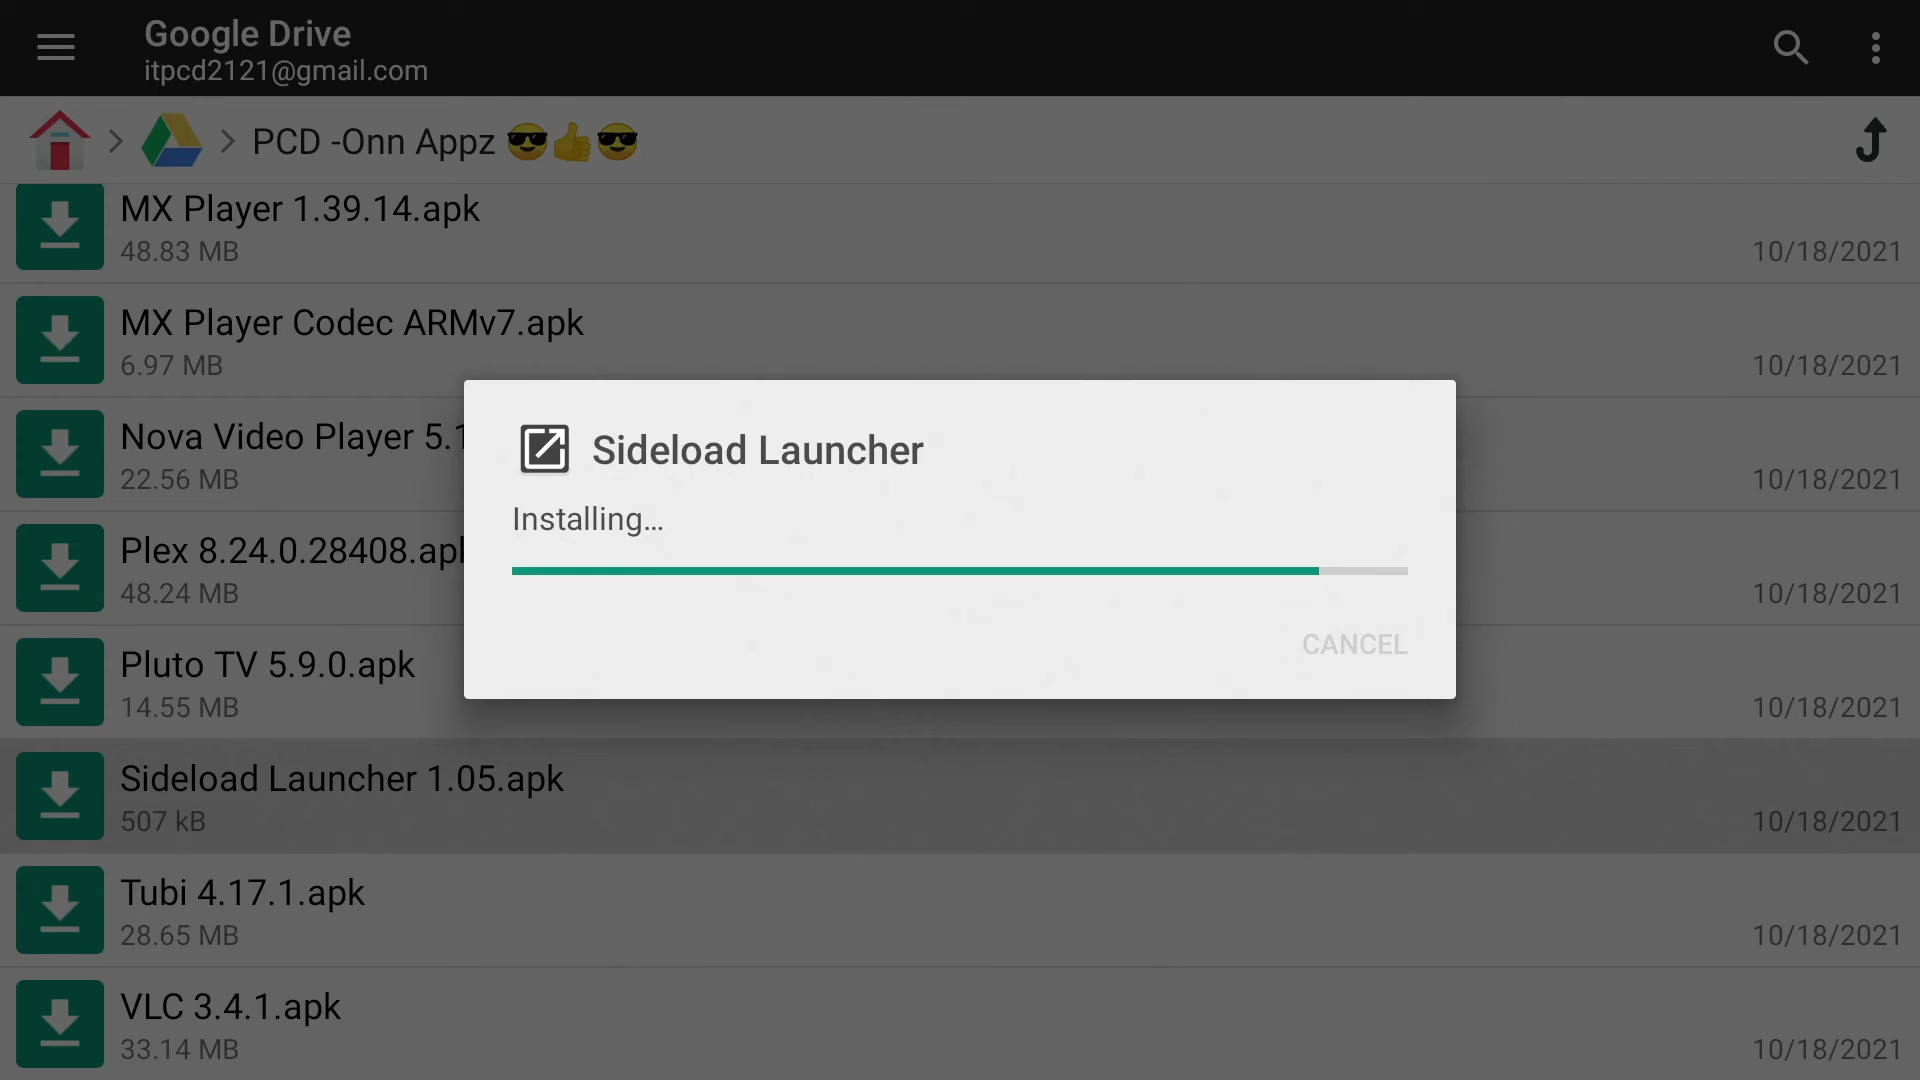 Google Drive
itpcd2121@gmail.com
PCD -Onn Appz 😎👍😎
MX Player 1.39.14.apk
48.83 MB
10/18/2021
MX Player Codec ARMv7.apk
6.97 MB
10/18/2021
Nova Video Player 5.1
22.56 MB
10/18/2021
Sideload Launcher
Installing...
CANCEL
Plex 8.24.0.28408.apk
48.24 MB
10/18/2021
Pluto TV 5.9.0.apk
14.55 MB
10/18/2021
Sideload Launcher 1.05.apk
507 kB
10/18/2021
Tubi 4.17.1.apk
28.65 MB
10/18/2021
VLC 3.4.1.apk
33.14 MB
10/18/2021